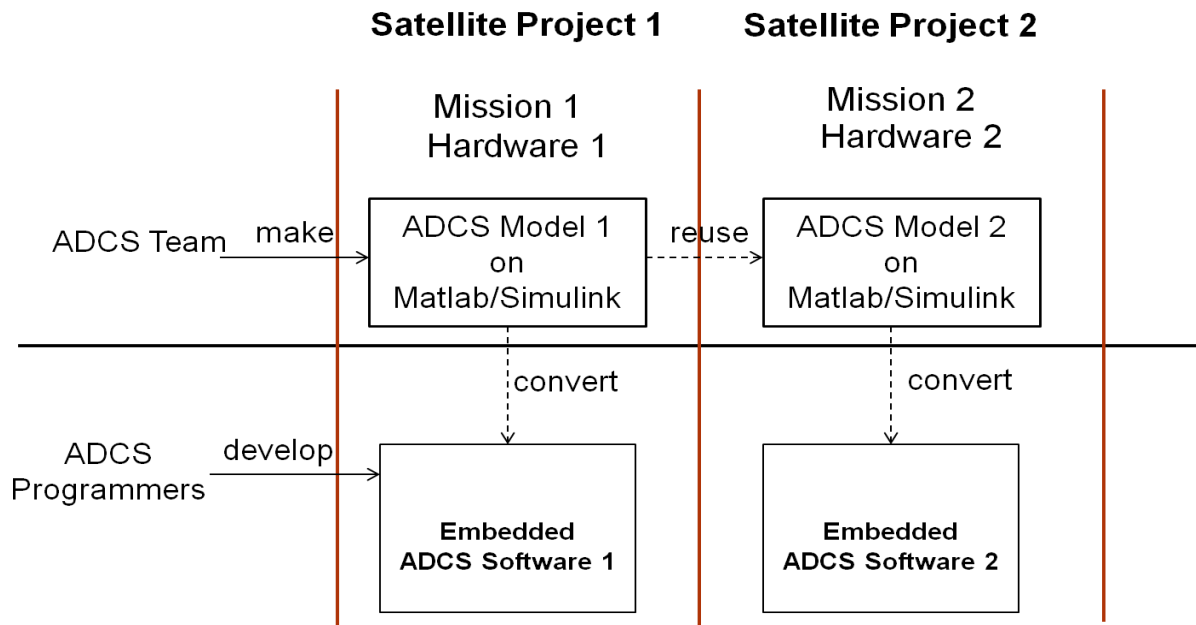 Satellite Project 1
Satellite Project 2
Mission 1
Hardware 1
Mission 2
Hardware 2
ADCS Team
make
ADCS Model 1
on
Matlab/Simulink
reuse
ADCS Model 2
on
Matlab/Simulink
convert
convert
ADCS
Programmers
develop
Embedded
ADCS Software 1
Embedded
ADCS Software 2